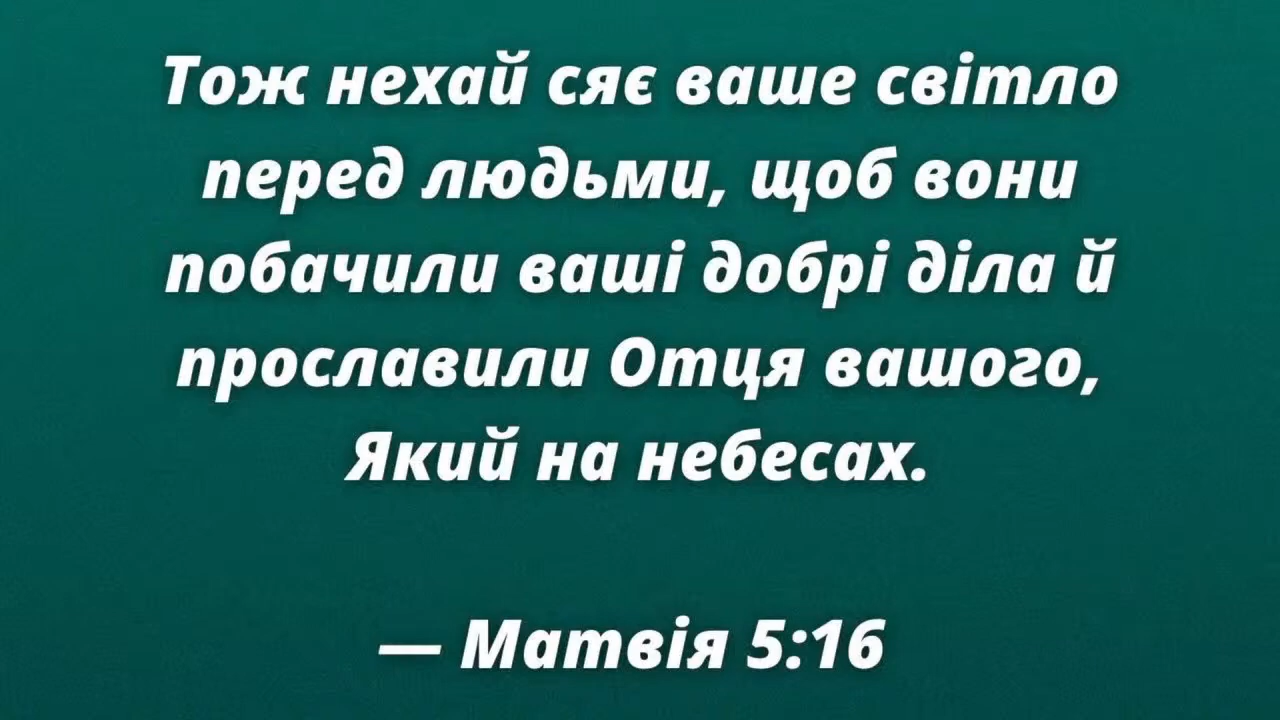 Тож нехай сяє ваше світло
перед людьми, щоб вони
побачили ваші добрі діла й
прославили Отця вашого,
Який на небесах.
— Матвія 5:16